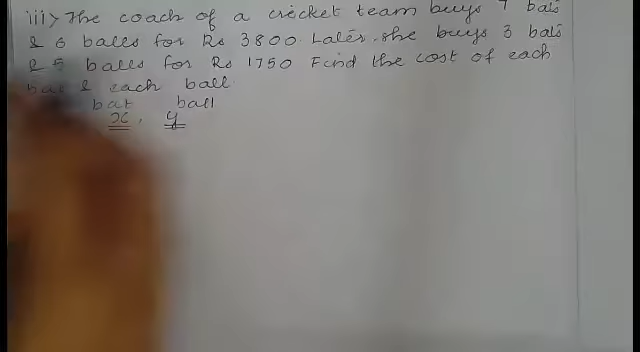 iii> The coach of a cricket team buys 7 bats
& 6 balls for Rs 3800. Later she buys 3 bats
& 5 balls for Rs 1750 Find the cost of each
bat & each ball.
bat ball
x, y